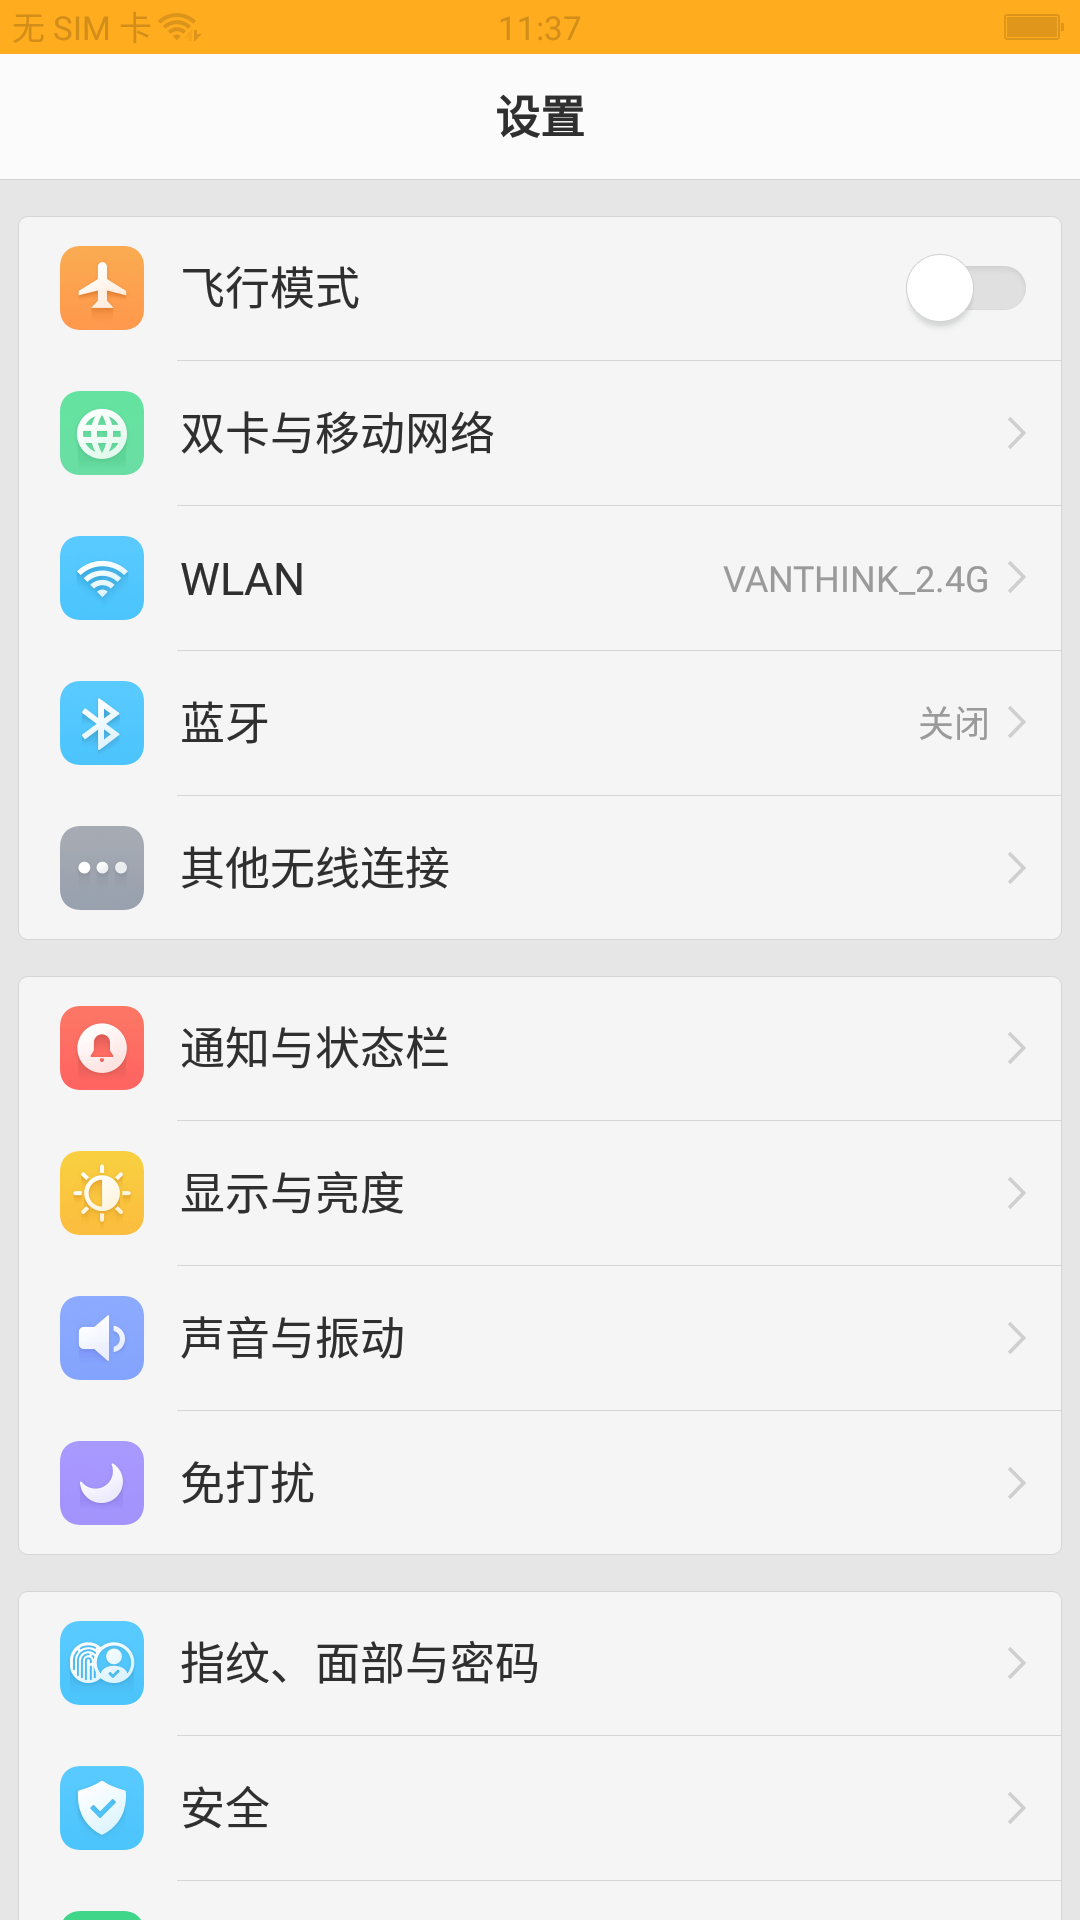 无 SIM 卡
11:37
设置
飞行模式
双卡与移动网络
WLAN
VANTHINK_2.4G
蓝牙
关闭
其他无线连接
通知与状态栏
显示与亮度
声音与振动
免打扰
指纹、面部与密码
安全